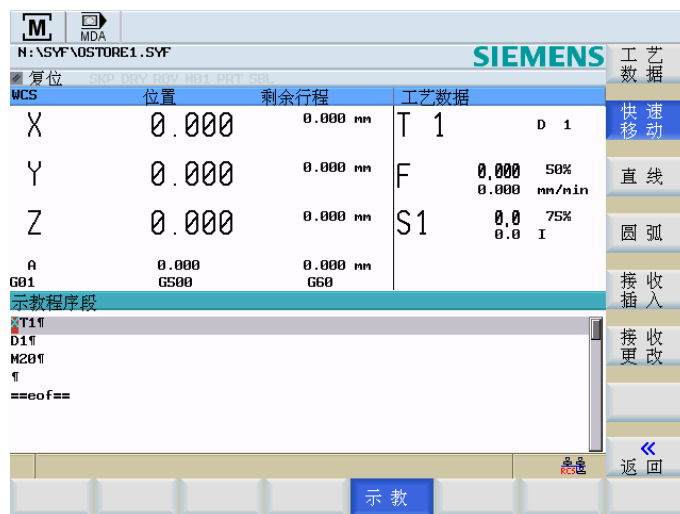 M MDA
N:\SYF\OSTORE1.SYF
SIEMENS
复位 SKP DRY ROV M01 PRT SBL
WCS 位置 剩余行程 工艺数据
X 0.000 0.000 mm T 1 D 1
Y 0.000 0.000 mm F 0,000 50%
0.000 mm/min
Z 0.000 0.000 mm S1 0,0 75%
0.0 I
A 0.000 0.000 mm
G01 G500 G60
示教程序段
T1¶
D1¶
M20¶
¶
==eof==
RCS
示 教
工 艺
数 据
快 速
移 动
直 线
圆 弧
接 收
插 入
接 收
更 改
«
返 回